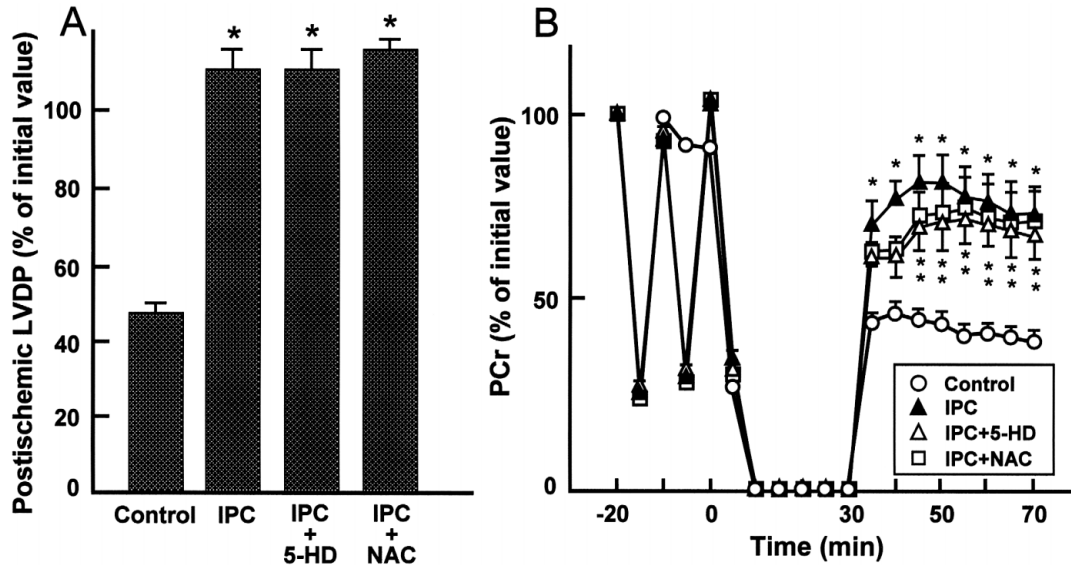 A
Postischemic LVDP (% of initial value)
100
80
60
40
20
0
*
*
*
Control
IPC
IPC
+
5-HD
IPC
+
NAC
B
PCr (% of initial value)
100
50
0
* * * * * * * *
* * * * * *
* * * * * *
Control
IPC
IPC+5-HD
IPC+NAC
-20 0 30 50 70
Time (min)